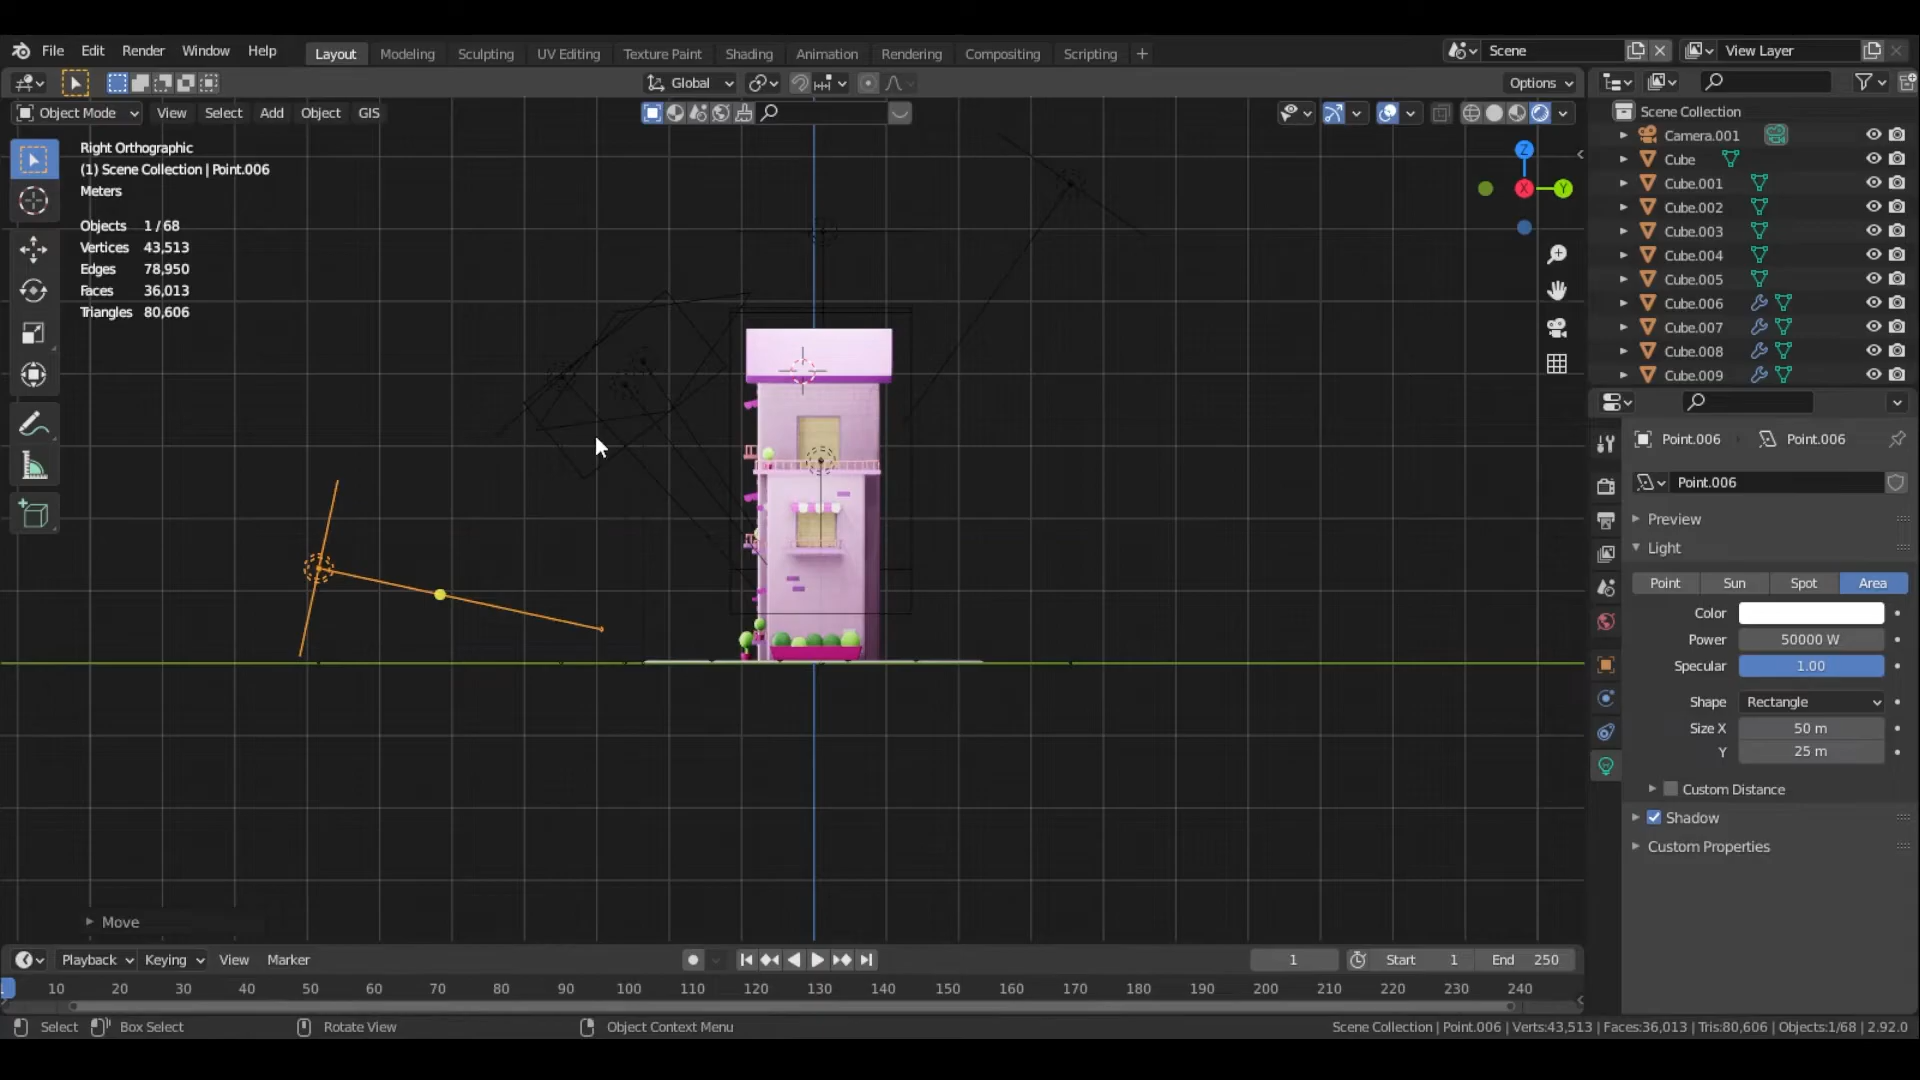 File Edit Render Window Help Layout Modeling Sculpting UV Editing Texture Paint Shading Animation Rendering Compositing Scripting + Scene View Layer
Global Options
Object Mode View Select Add Object GIS
Right Orthographic
(1) Scene Collection | Point.006
Meters
Objects 1/68
Vertices 43,513
Edges 78,950
Faces 36,013
Triangles 80,606
Z
X
Y
Scene Collection
Camera.001
Cube
Cube.001
Cube.002
Cube.003
Cube.004
Cube.005
Cube.006
Cube.007
Cube.008
Cube.009
Point.006 Point.006
Point.006
Preview
Light
Point Sun Spot Area
Color
Power 50000 W
Specular 1.00
Shape Rectangle
Size X 50 m
Y 25 m
Custom Distance
Shadow
Custom Properties
Move
Playback Keying View Marker 1 Start 1 End 250
10 20 30 40 50 60 70 80 90 100 110 120 130 140 150 160 170 180 190 200 210 220 230 240
Select Box Select Rotate View Object Context Menu Scene Collection | Point.006 | Verts:43,513 | Faces:36,013 | Tris:80,606 | Objects:1/68 | 2.92.0